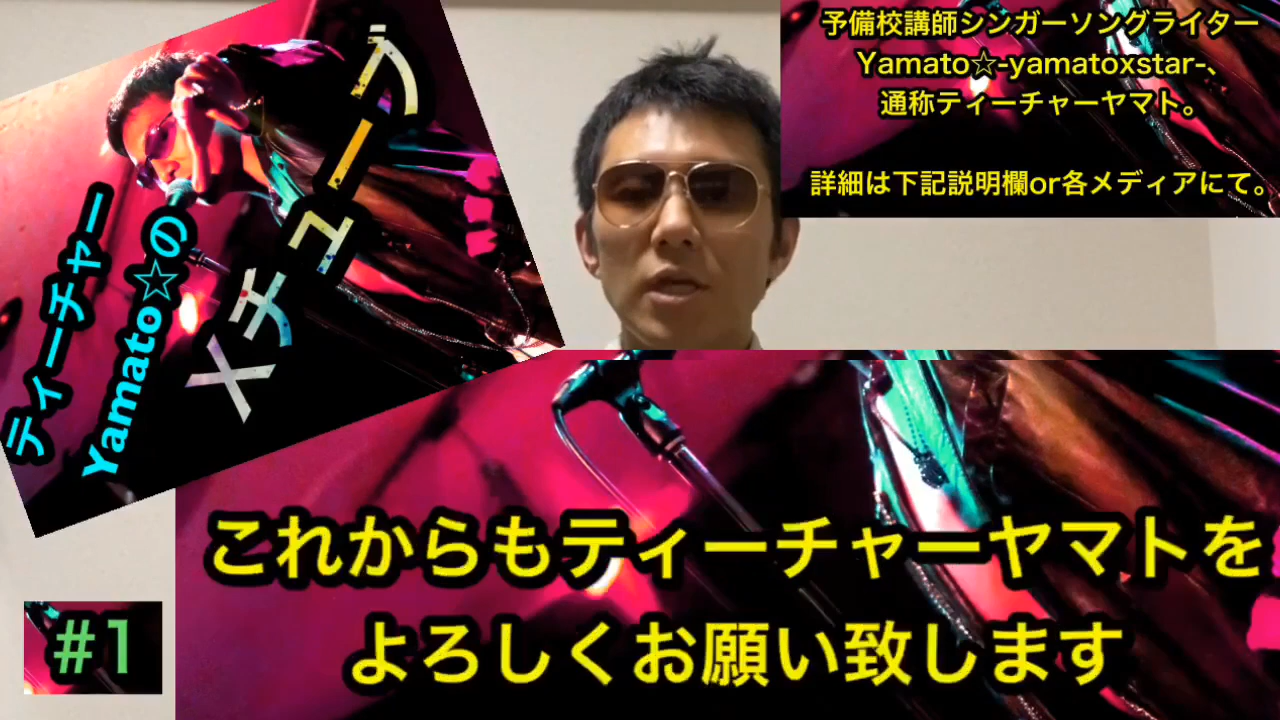 ティーチャー
Yamato☆の
メチューブ
予備校講師シンガーソングライター
Yamato☆-yamatoxstar-、
通称ティーチャーヤマト。
詳細は下記説明欄or各メディアにて。
これからもティーチャーヤマトを
よろしくお願い致します
#1